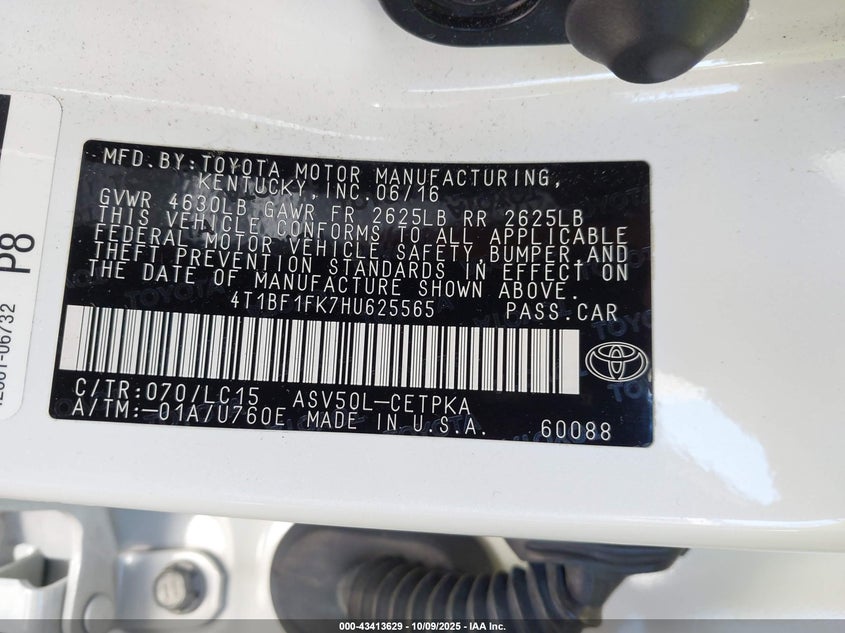 MFD.BY:TOYOTA MOTOR MANUFACTURING,
KENTUCKY,INC.06/16
GVWR 4630LB GAWR FR 2625LB RR 2625LB
THIS VEHICLE CONFORMS TO ALL APPLICABLE
FEDERAL MOTOR VEHICLE SAFETY,BUMPER,AND
THEFT PREVENTION STANDARDS IN EFFECT ON
THE DATE OF MANUFACTURE SHOWN ABOVE.
4T1BF1FK7HU625565 PASS.CAR
C/TR:070/LC15 ASV50L-CETPKA
A/TM:-01A/U760E MADE IN U.S.A. 60088
P8
000-43413629 - 10/09/2025 - IAA Inc.